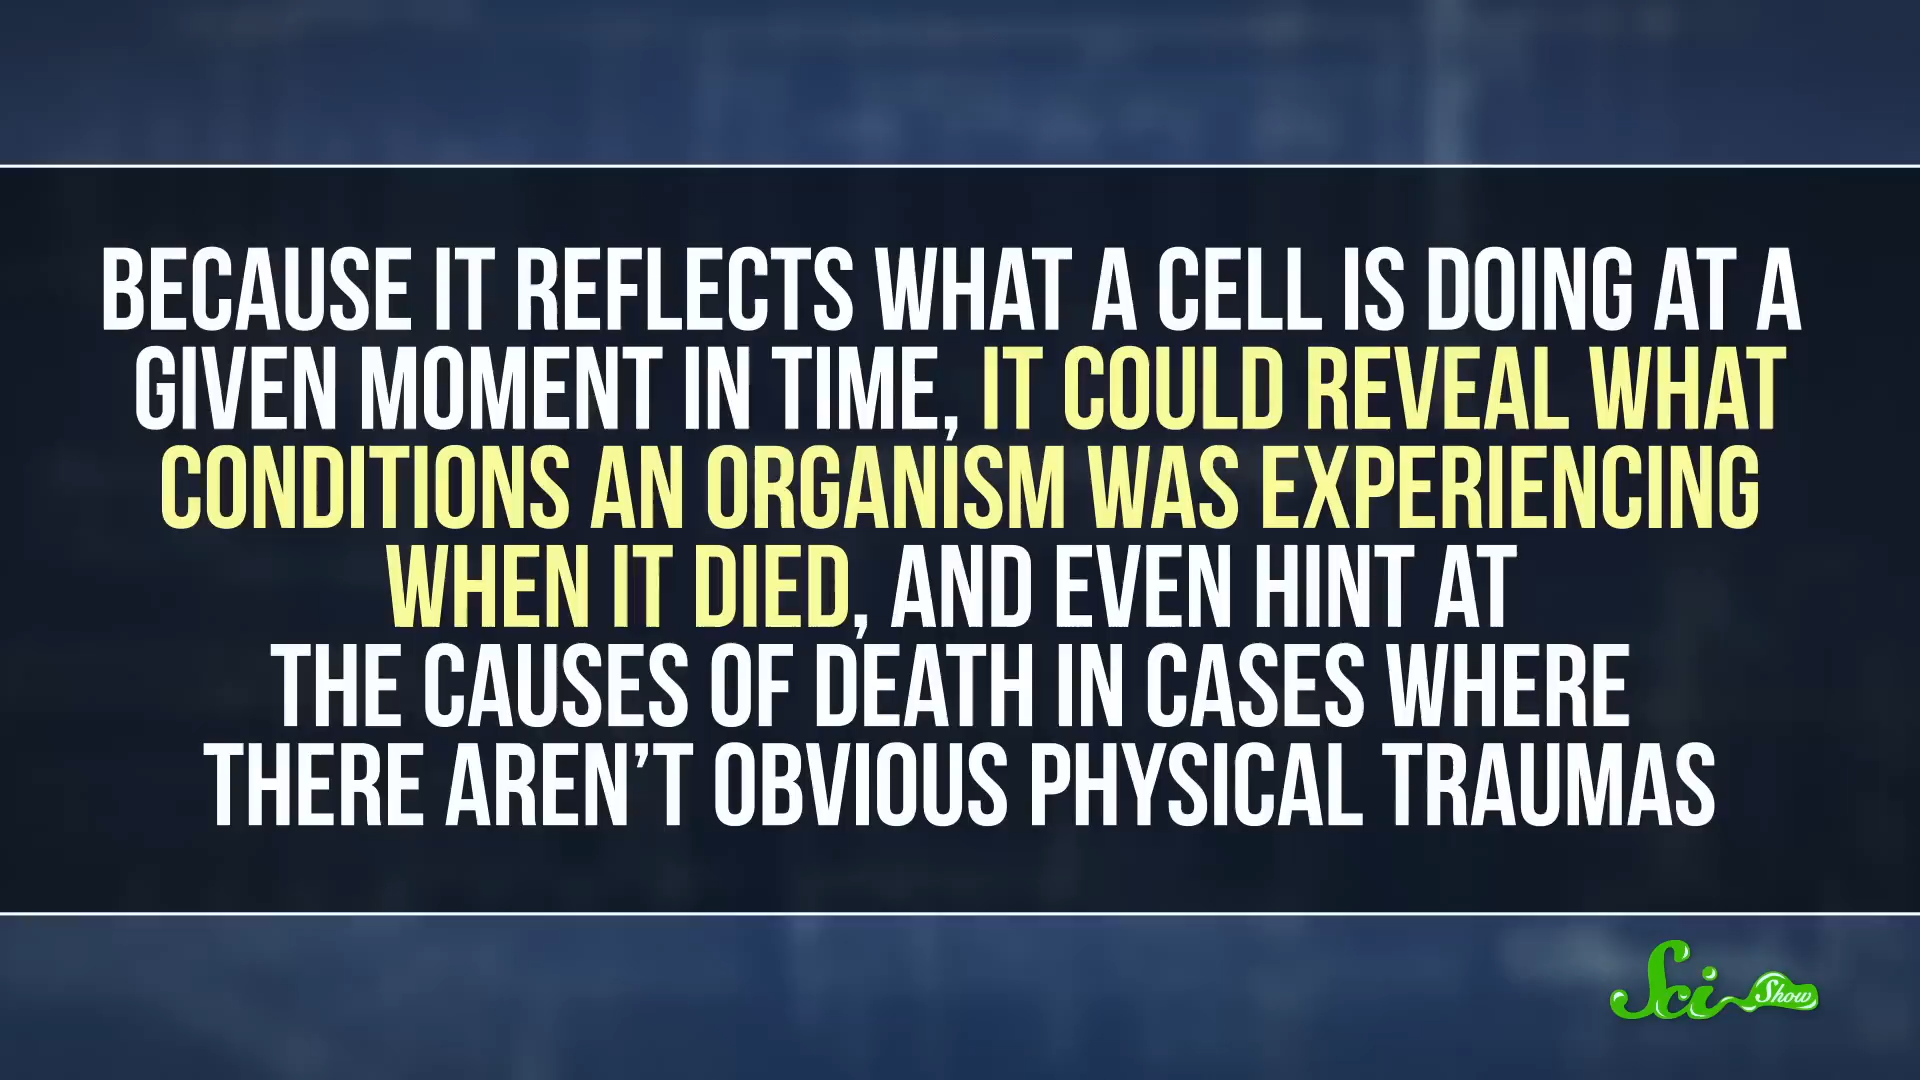 BECAUSE IT REFLECTS WHAT A CELL IS DOING AT A
GIVEN MOMENT IN TIME, IT COULD REVEAL WHAT
CONDITIONS AN ORGANISM WAS EXPERIENCING
WHEN IT DIED, AND EVEN HINT AT
THE CAUSES OF DEATH IN CASES WHERE
THERE AREN'T OBVIOUS PHYSICAL TRAUMAS
Sci Show